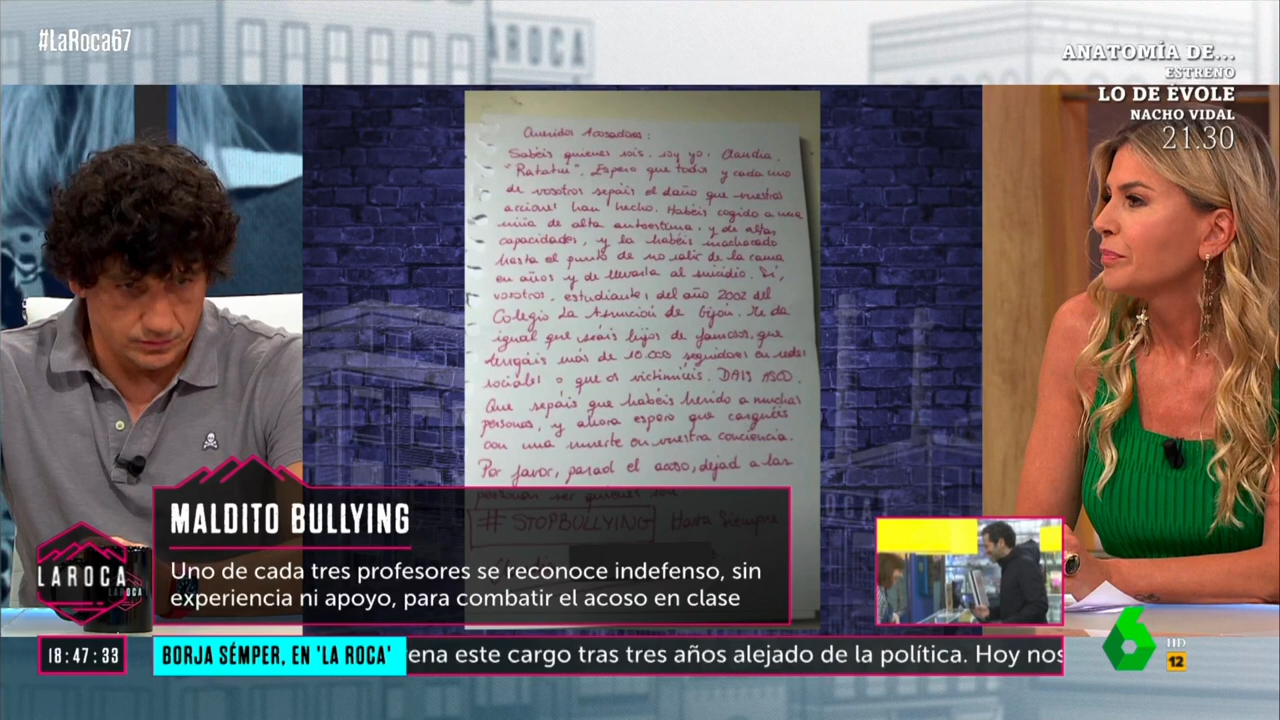 #LaRoca67
LAROCA
ANATOMÍA DE...
ESTRENO
LO DE ÉVOLE
NACHO VIDAL
21.30
Queridos Acosadores:
Sabéis quienes sois, soy yo, Claudia,
"Ratatui". Espero que todos y cada uno
de vosotros sepáis el daño que vuestras
acciones han hecho. Habéis cogido a una
niña de alta autoestima, y de altas
capacidades, y la habéis machacado
hasta el punto de no salir de la cama
en años y de llevarla al suicidio. Sí,
vosotros, estudiantes del año 2002 del
Colegio La Asunción de Gijón. Me da
igual que seáis hijos de famosos, que
tengáis más de 10.000 seguidores en redes
sociales o que os victimicéis. DAIS ASCO.
Que sepáis que habéis herido a muchas
personas, y ahora espero que carguéis
con una muerte en vuestra conciencia.
Por favor, parad el acoso, dejad a las
personas ser quienes son.
# STOPBULLYING Hasta Siempre
MALDITO BULLYING
Uno de cada tres profesores se reconoce indefenso, sin
experiencia ni apoyo, para combatir el acoso en clase
LAROCA
LAROCA
LAROCA
18:47:33
BORJA SÉMPER, EN 'LA ROCA'
ena este cargo tras tres años alejado de la política. Hoy nos
6
HD
12